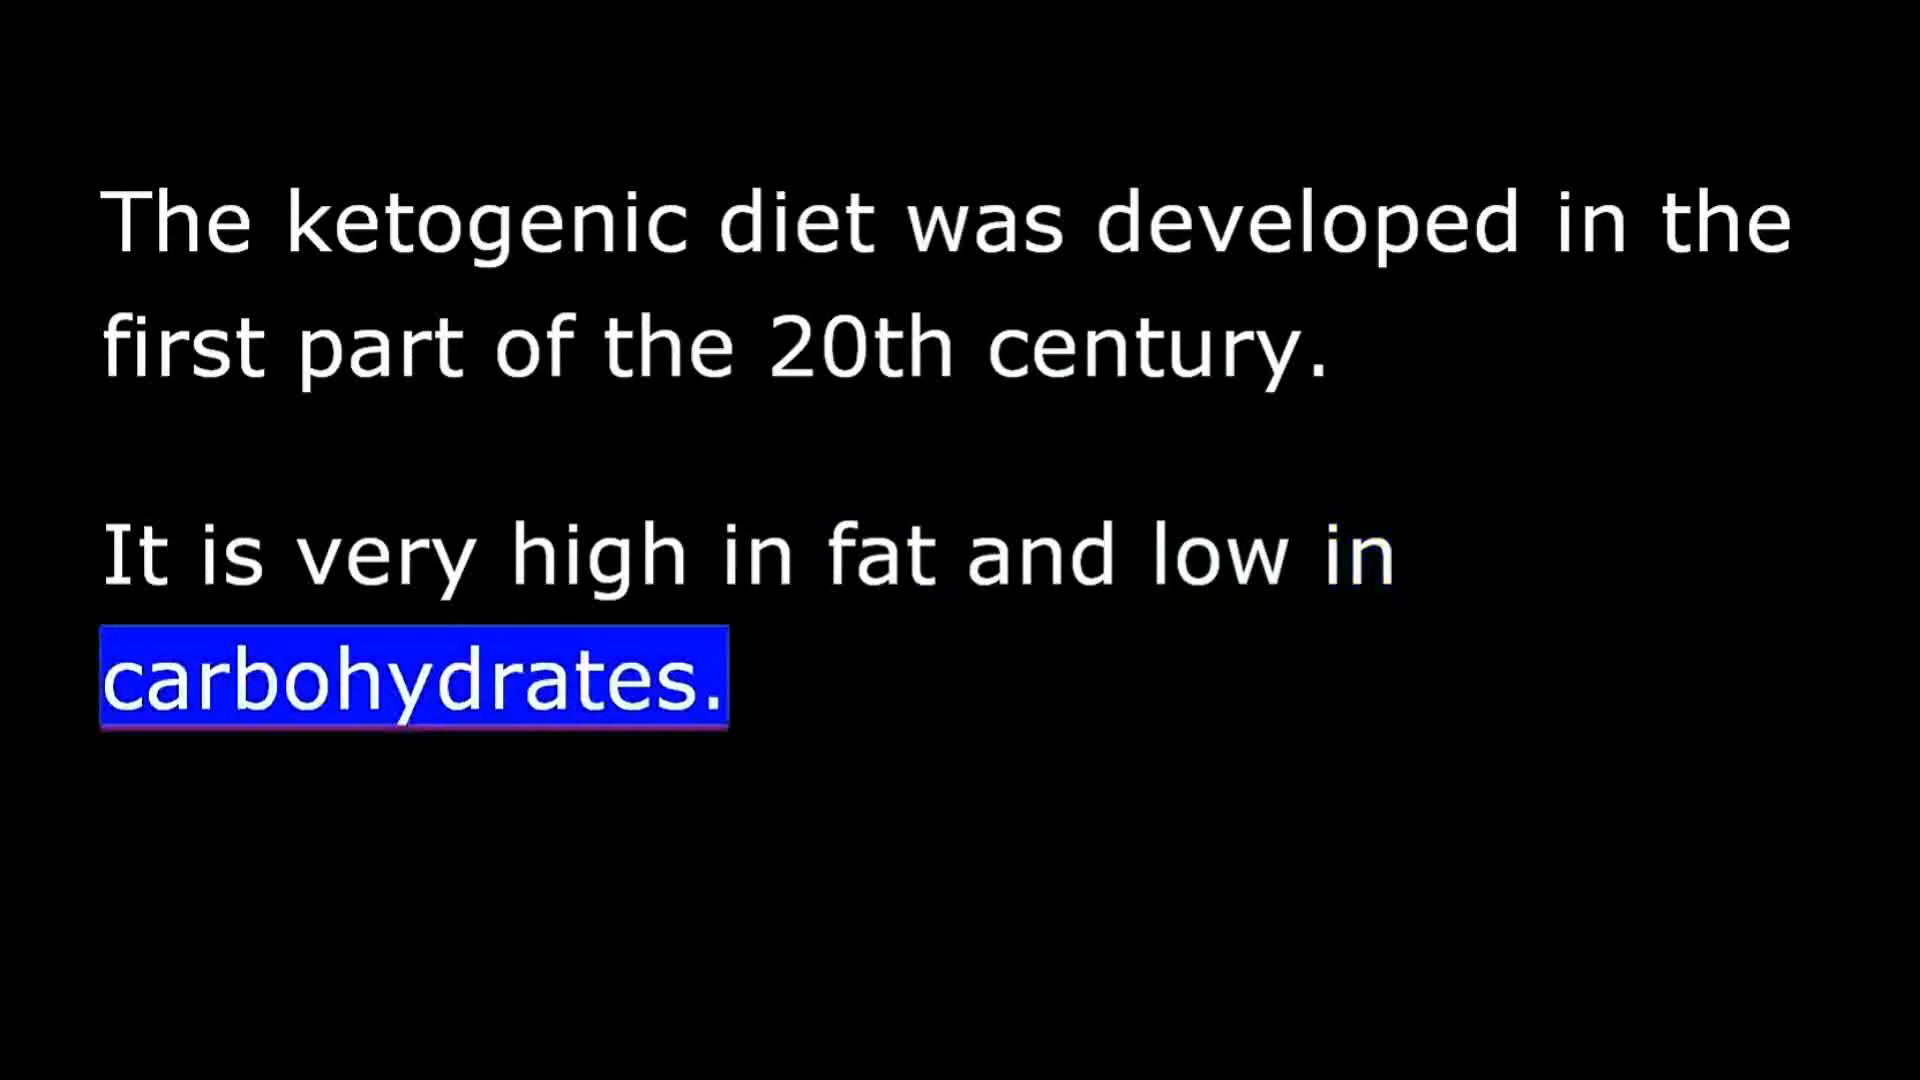 The ketogenic diet was developed in the
first part of the 20th century.
It is very high in fat and low in
carbohydrates.